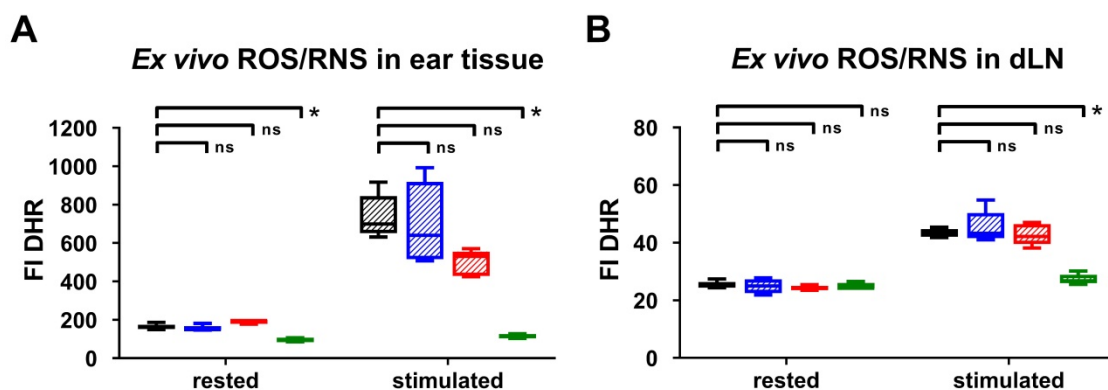 A
Ex vivo ROS/RNS in ear tissue
*
ns
ns
*
ns
ns
1200
1000
800
600
400
200
0
FI DHR
rested
stimulated
B
Ex vivo ROS/RNS in dLN
ns
ns
ns
*
ns
ns
80
60
40
20
0
FI DHR
rested
stimulated